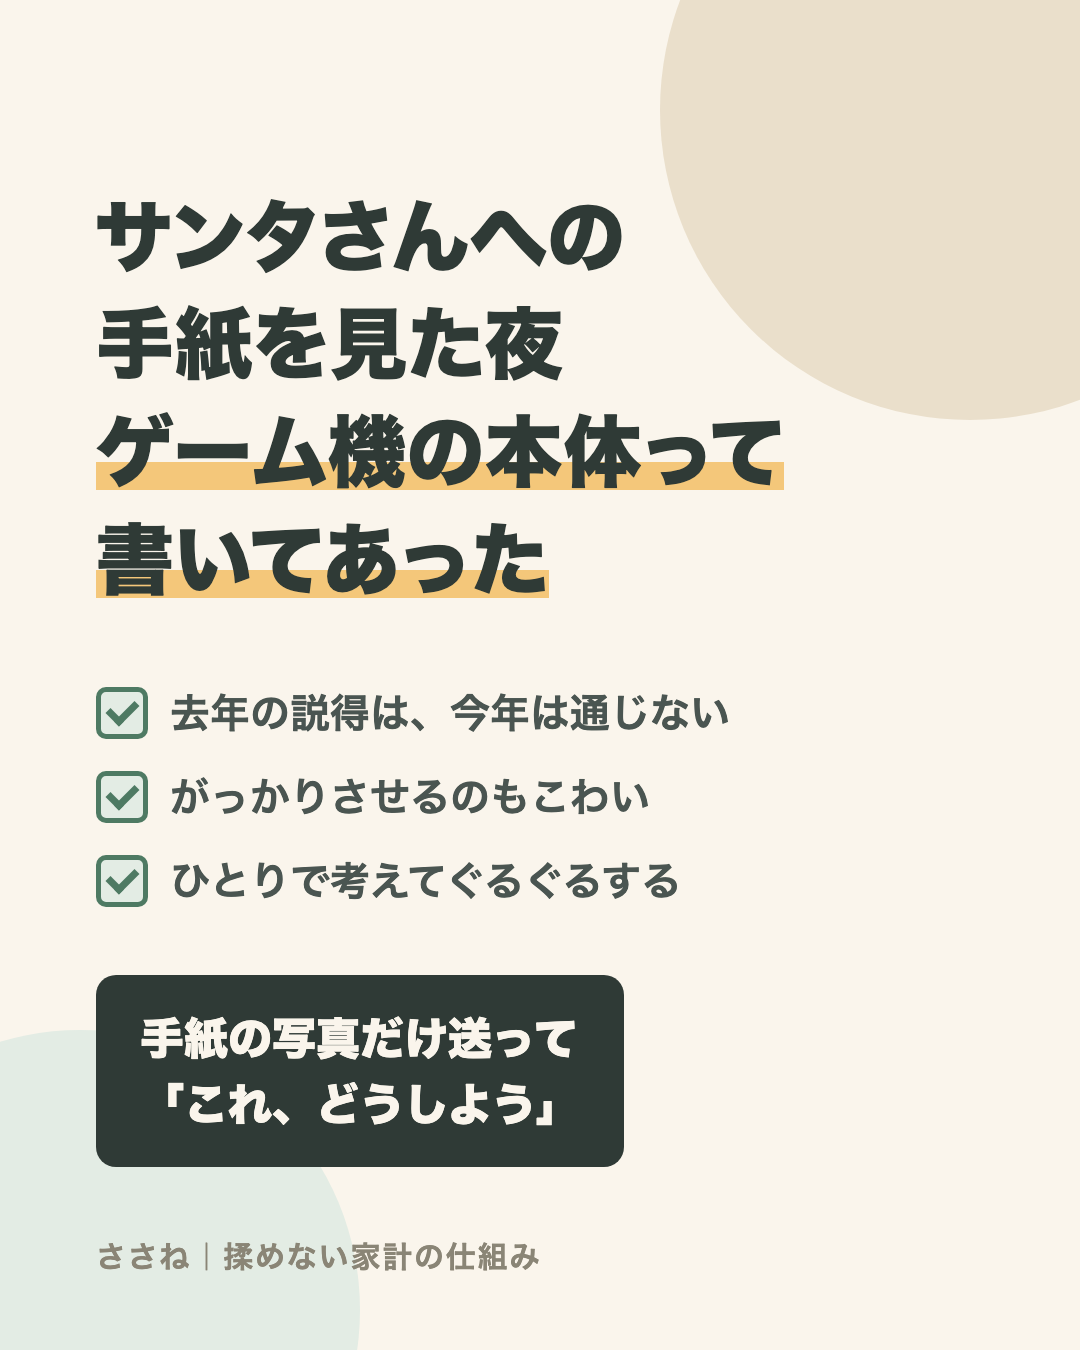 サンタさんへの
手紙を見た夜
ゲーム機の本体って
書いてあった
去年の説得は、今年は通じない
がっかりさせるのもこわい
ひとりで考えてぐるぐるする
手紙の写真だけ送って
「これ、どうしよう」
ささね｜揉めない家計の仕組み